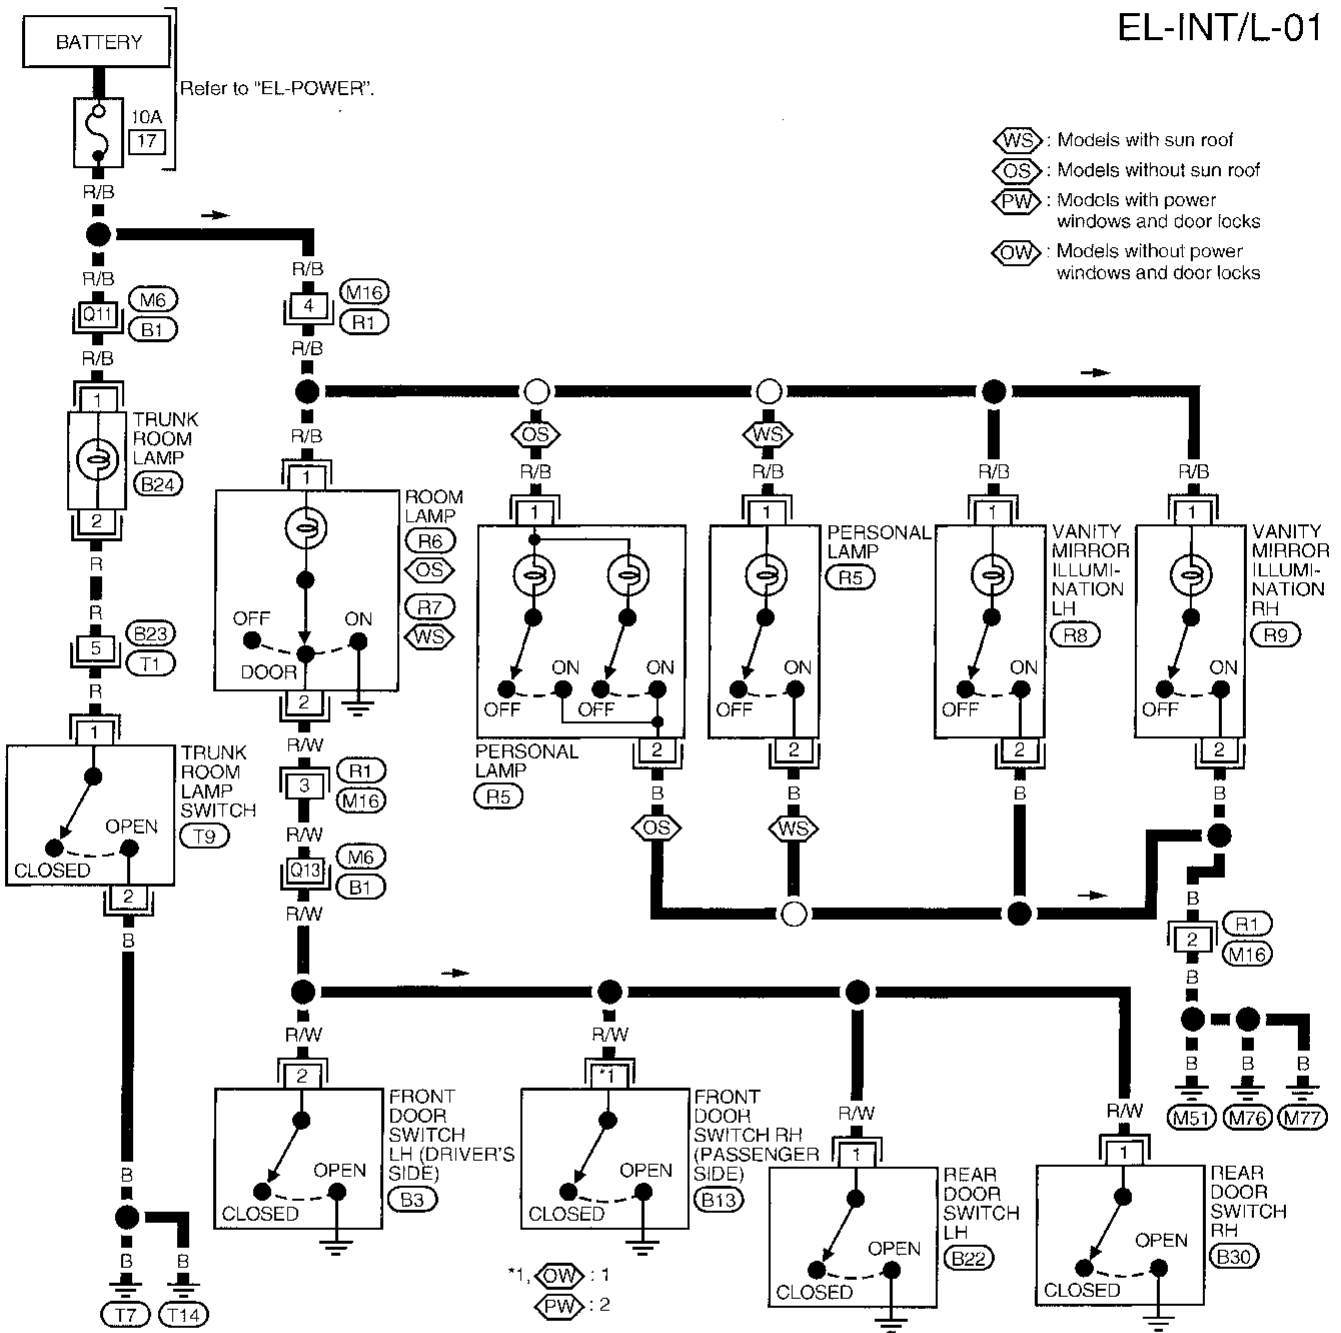 EL-INT/L-01
BATTERY
Refer to "EL-POWER".
10A
17
WS : Models with sun roof
OS : Models without sun roof
PW : Models with power
windows and door locks
OW : Models without power
windows and door locks
R/B
R/B
R/B
Q11
M6
B1
4
M16
R1
R/B
R/B
1
TRUNK
ROOM
LAMP
B24
2
R/B
OS
WS
R/B
R/B
R/B
R/B
1
ROOM
LAMP
R6
OS
R7
WS
OFF
ON
DOOR
2
1
ON
OFF
ON
OFF
2
PERSONAL
LAMP
R5
1
PERSONAL
LAMP
R5
ON
OFF
2
1
VANITY
MIRROR
ILLUMI-
NATION
LH
R8
ON
OFF
2
1
VANITY
MIRROR
ILLUMI-
NATION
RH
R9
ON
OFF
2
R
R
5
B23
T1
R
1
TRUNK
ROOM
LAMP
SWITCH
T9
OPEN
CLOSED
2
R/W
3
R1
M16
R/W
Q13
M6
B1
R/W
B
B
B
B
OS
WS
B
2
R1
M16
B
B
B
B
M51
M76
M77
B
B
B
B
T7
T14
R/W
R/W
R/W
R/W
2
FRONT
DOOR
SWITCH
LH (DRIVER'S
SIDE)
B3
OPEN
CLOSED
*1
FRONT
DOOR
SWITCH RH
(PASSENGER
SIDE)
B13
OPEN
CLOSED
1
REAR
DOOR
SWITCH
LH
B22
OPEN
CLOSED
1
REAR
DOOR
SWITCH
RH
B30
OPEN
CLOSED
*1, OW : 1
PW : 2